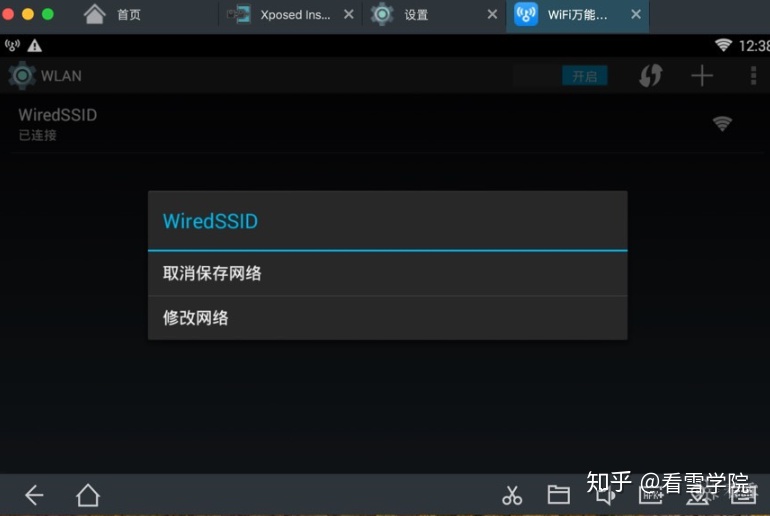 首页
Xposed Ins...
设置
WiFi万能...
12:38
WLAN
开启
WiredSSID
已连接
WiredSSID
取消保存网络
修改网络
知乎 @看雪学院